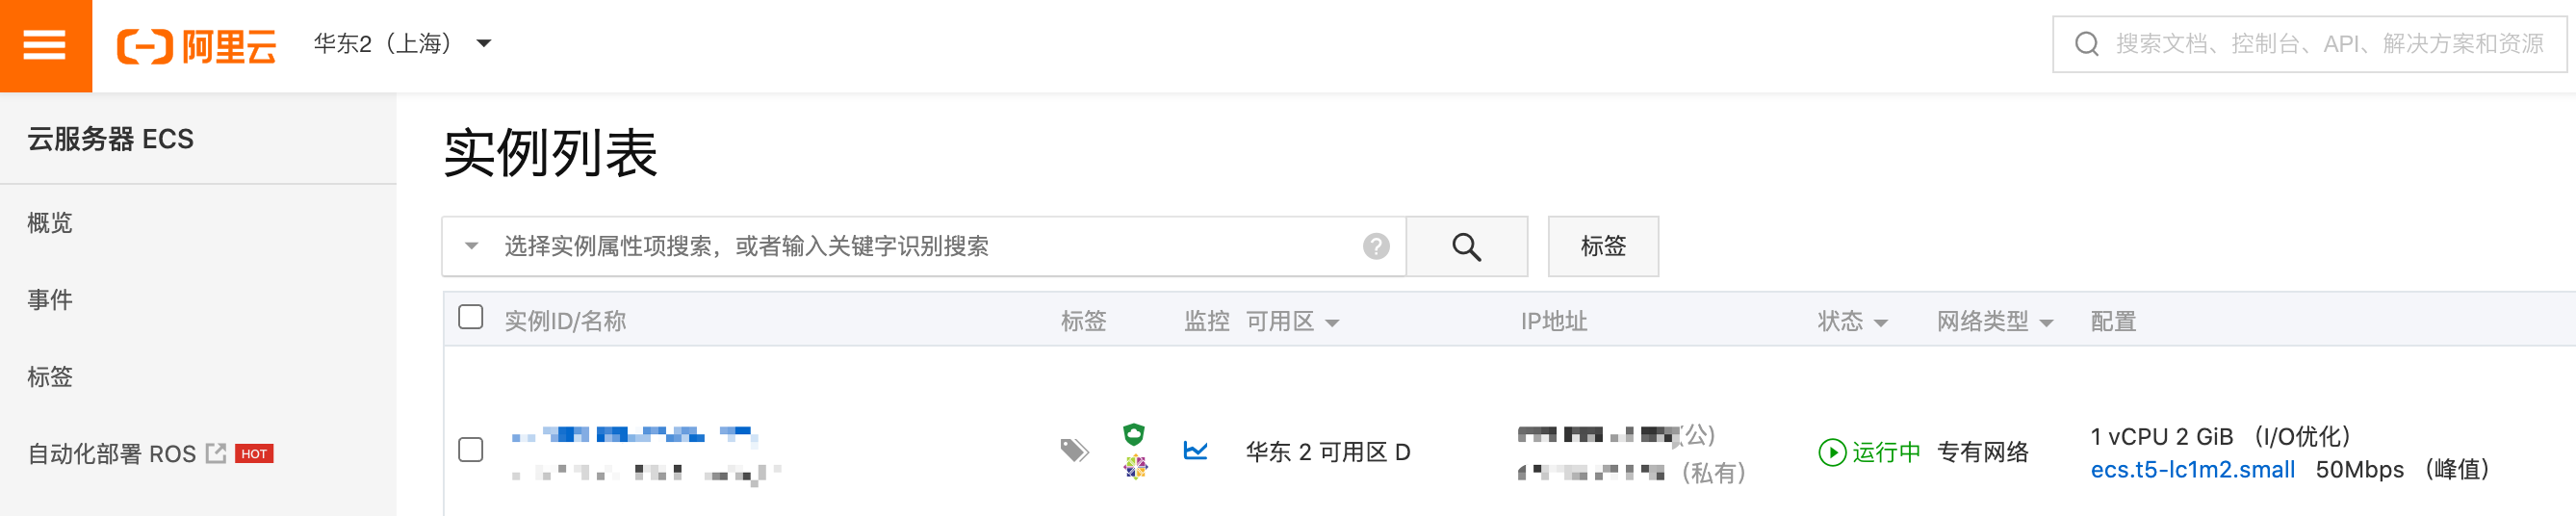 阿里云
华东2（上海）
搜索文档、控制台、API、解决方案和资源
云服务器 ECS
概览
事件
标签
自动化部署 ROS HOT
实例列表
选择实例属性项搜索，或者输入关键字识别搜索 ?
标签
实例ID/名称 标签 监控 可用区 IP地址 状态 网络类型 配置
(公)
华东 2 可用区 D 运行中 专有网络 1 vCPU 2 GiB （I/O优化）
（私有） ecs.t5-lc1m2.small 50Mbps （峰值）